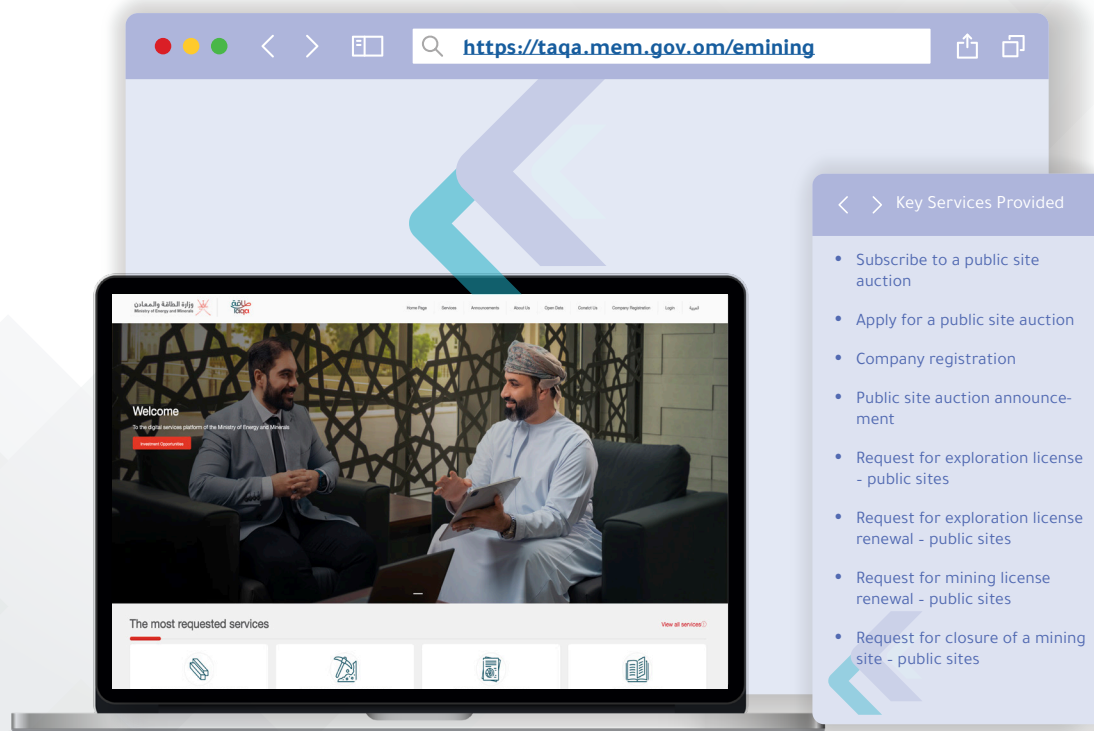 https://taqa.mem.gov.om/emining
Key Services Provided
• Subscribe to a public site
auction
• Apply for a public site auction
• Company registration
• Public site auction announce-
ment
• Request for exploration license
- public sites
• Request for exploration license
renewal - public sites
• Request for mining license
renewal - public sites
• Request for closure of a mining
site - public sites
وزارة الطاقة والمعادن
Ministry of Energy and Minerals
طاقة
Taqa
Home Page Services Announcements About Us Open Data Conatct Us Company Registration Login العربية
Welcome
To the digital services platform of the Ministry of Energy and Minerals
Investment Opportunities
The most requested services
View all services